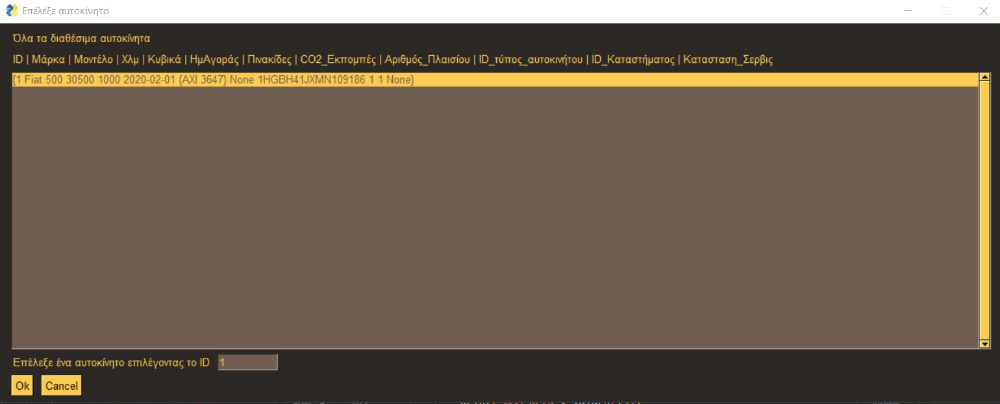 Επέλεξε αυτοκίνητο
Όλα τα διαθέσιμα αυτοκίνητα
ID | Μάρκα | Μοντέλο | Χλμ | Κυβικά | ΗμΑγοράς | Πινακίδες | CO2_Εκπομπές | Αριθμός_Πλαισίου | ID_τύπος_αυτοκινήτου | ID_Καταστήματος | Κατασταση_Σερβις
{1 Fiat 500 30500 1000 2020-02-01 {AXI 3647} None 1HGBH41JXMN109186 1 1 None}
Επέλεξε ένα αυτοκίνητο επιλέγοντας το ID 1
Ok Cancel